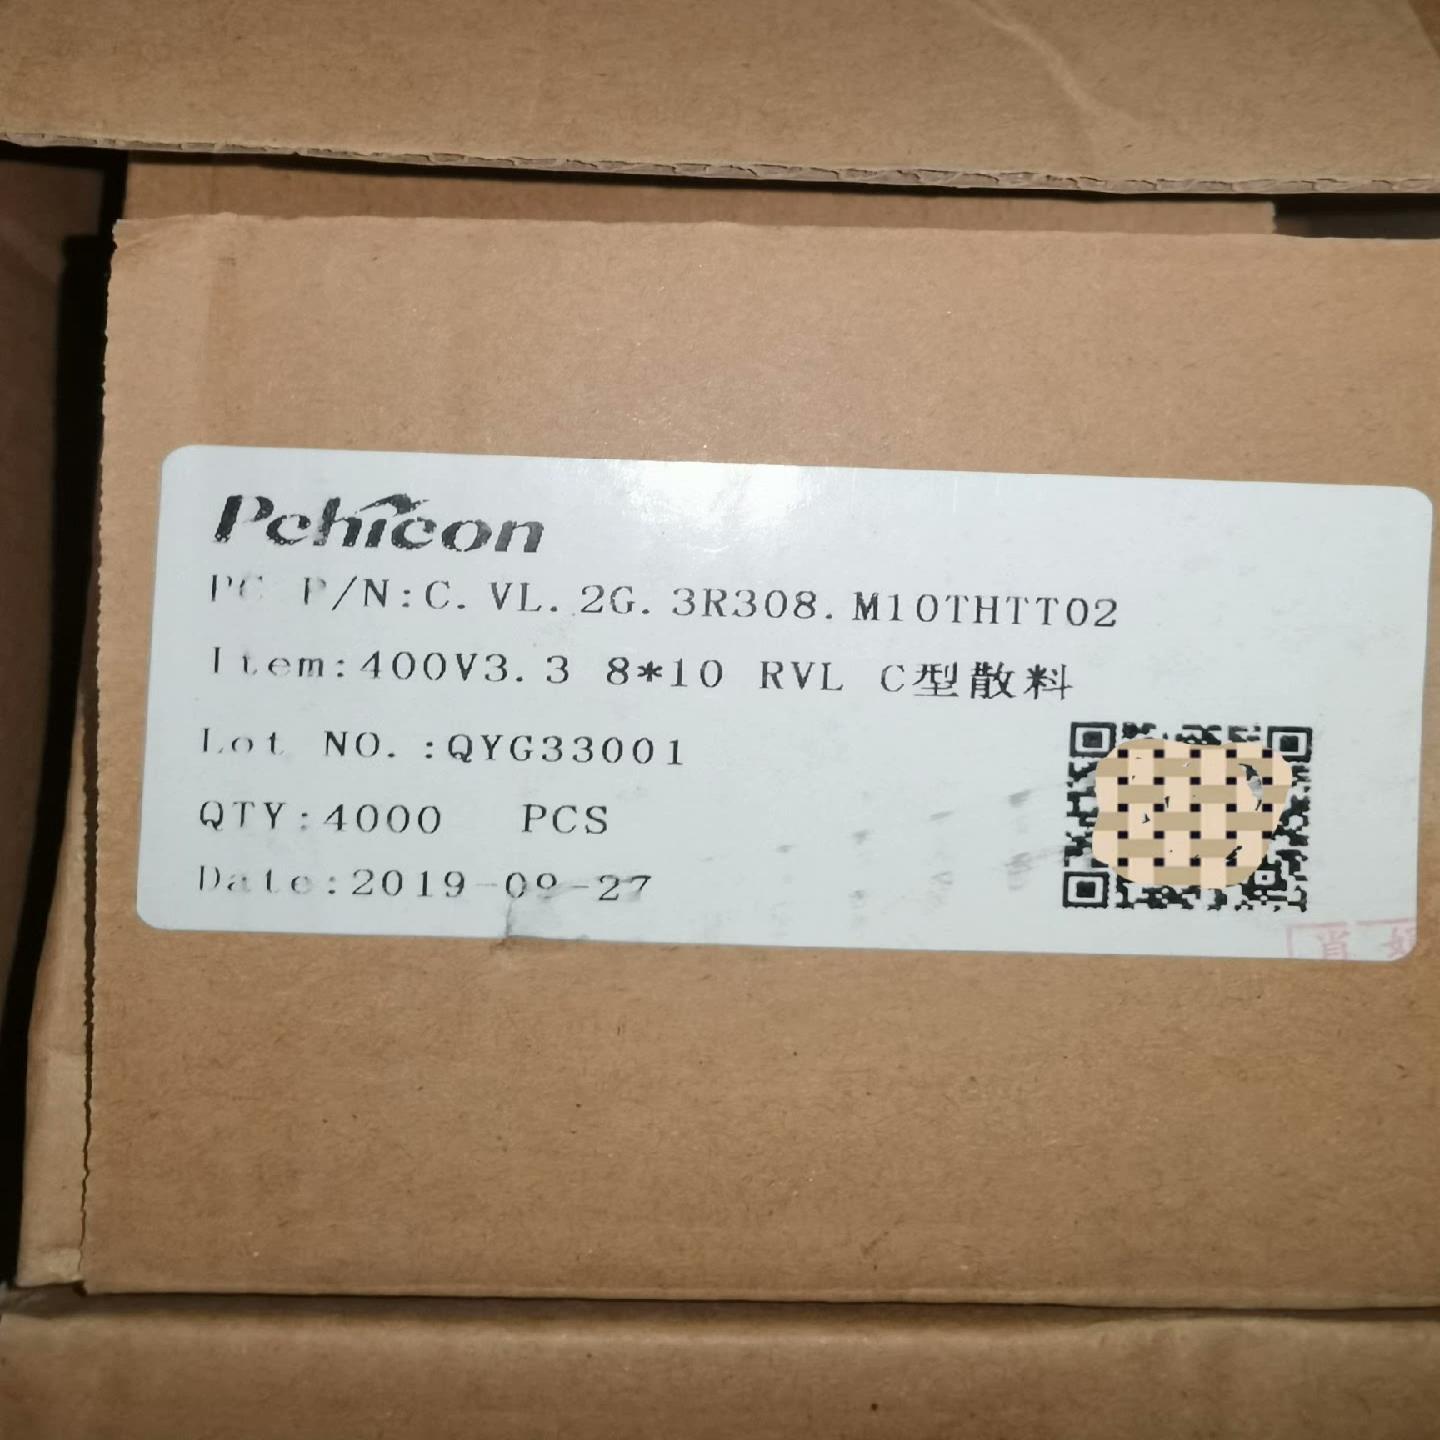 Pchicon
PC P/N:C.VL.2G.3R308.M10THTT02
Item:400V3.3 8*10 RVL C型散料
Lot NO.:QYG33001
QTY:4000 PCS
Date:2019-09-27
肖